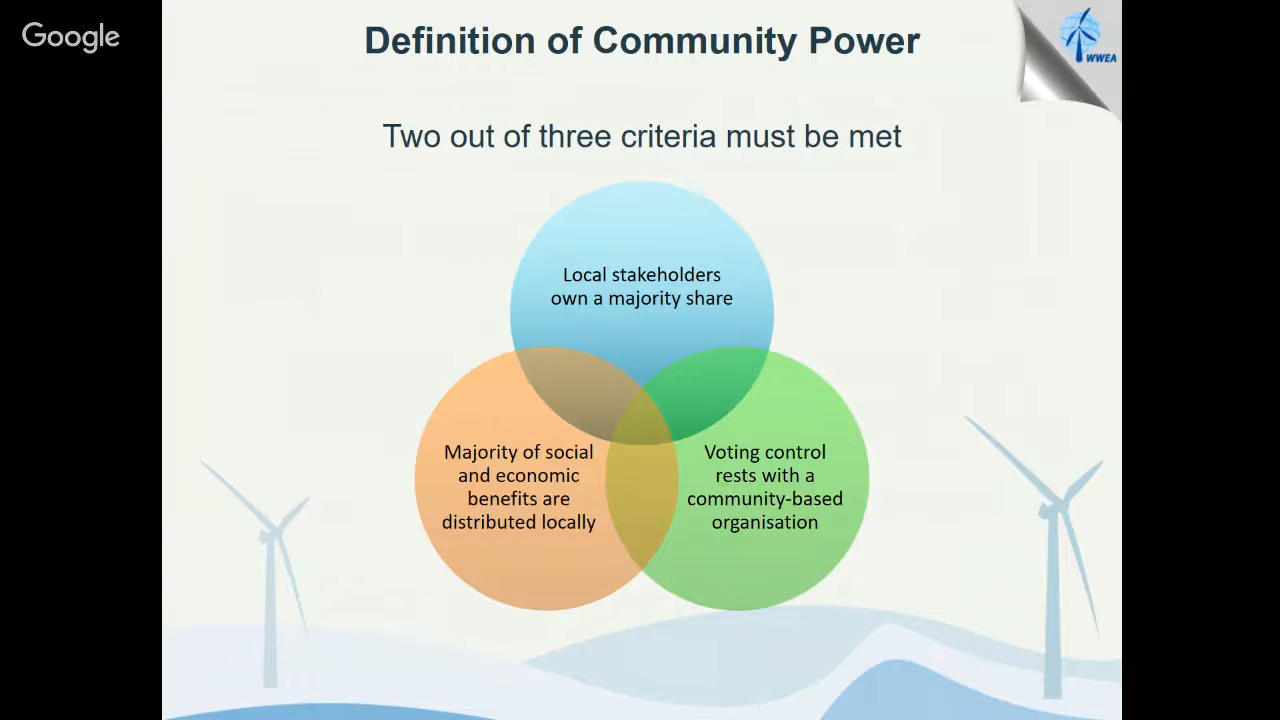 Google
Definition of Community Power
WWEA
Two out of three criteria must be met
Local stakeholders
own a majority share
Majority of social
and economic
benefits are
distributed locally
Voting control
rests with a
community-based
organisation